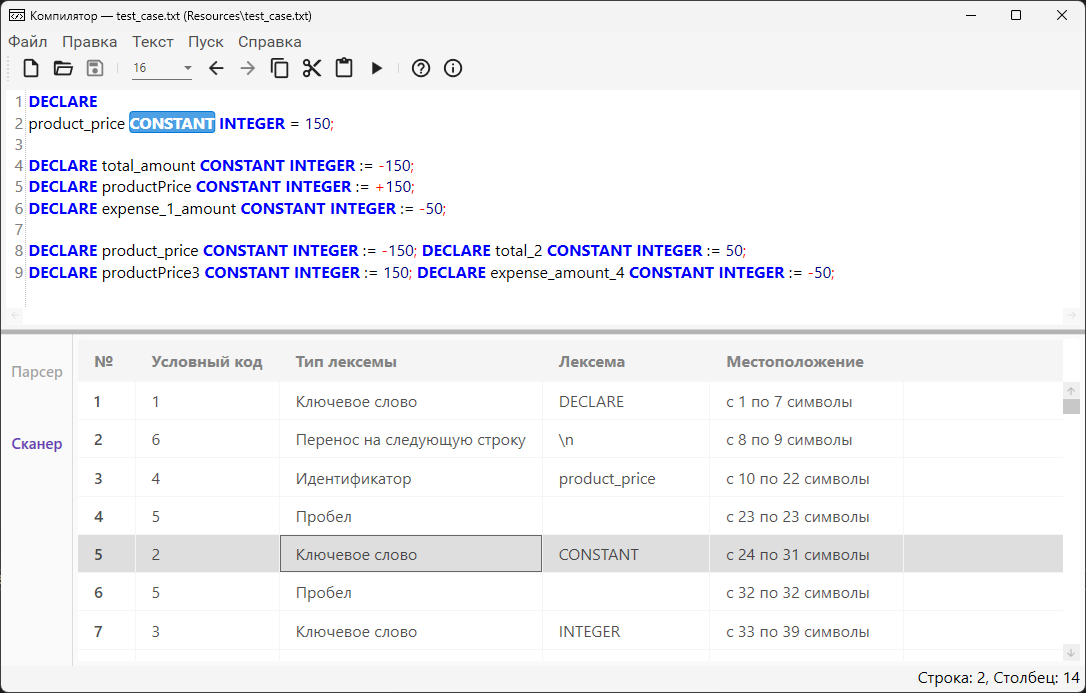 Компилятор — test_case.txt (Resources\test_case.txt)
Файл Правка Текст Пуск Справка
16
1 DECLARE
2 product_price CONSTANT INTEGER = 150;
3
4 DECLARE total_amount CONSTANT INTEGER := -150;
5 DECLARE productPrice CONSTANT INTEGER := +150;
6 DECLARE expense_1_amount CONSTANT INTEGER := -50;
7
8 DECLARE product_price CONSTANT INTEGER := -150; DECLARE total_2 CONSTANT INTEGER := 50;
9 DECLARE productPrice3 CONSTANT INTEGER := 150; DECLARE expense_amount_4 CONSTANT INTEGER := -50;
Парсер
Сканер
№ Условный код Тип лексемы Лексема Местоположение
1 1 Ключевое слово DECLARE с 1 по 7 символы
2 6 Перенос на следующую строку \n с 8 по 9 символы
3 4 Идентификатор product_price с 10 по 22 символы
4 5 Пробел с 23 по 23 символы
5 2 Ключевое слово CONSTANT с 24 по 31 символы
6 5 Пробел с 32 по 32 символы
7 3 Ключевое слово INTEGER с 33 по 39 символы
Строка: 2, Столбец: 14